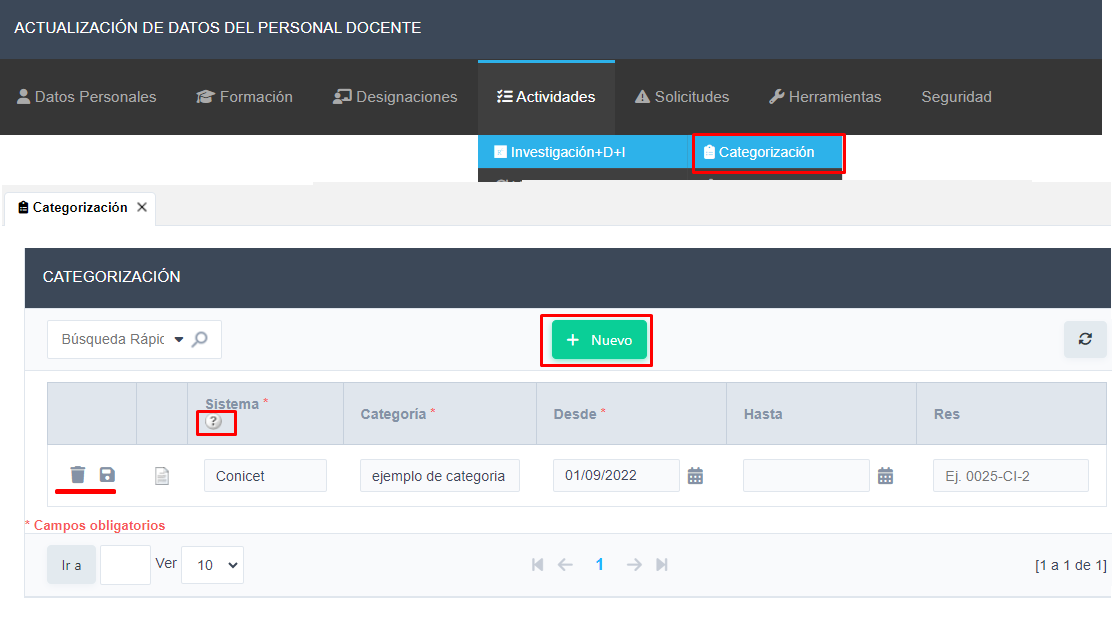 ACTUALIZACIÓN DE DATOS DEL PERSONAL DOCENTE
Datos Personales Formación Designaciones Actividades Solicitudes Herramientas Seguridad
Investigación+D+I Categorización
Categorización ×
CATEGORIZACIÓN
Búsqueda Rápic + Nuevo
Sistema * Categoría * Desde * Hasta Res
?
Conicet ejemplo de categoria 01/09/2022 Ej. 0025-CI-2
* Campos obligatorios
Ir a Ver 10 1 [1 a 1 de 1]